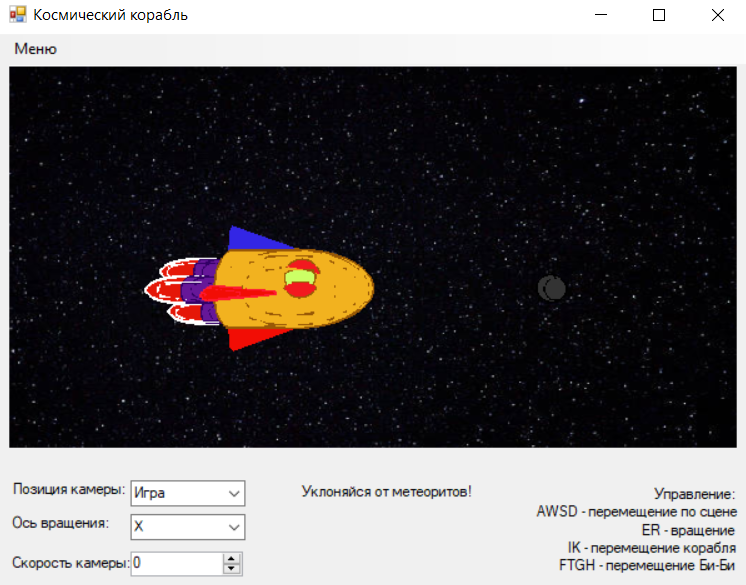 Космический корабль
Меню
Позиция камеры: Игра
Ось вращения: X
Скорость камеры: 0
Уклоняйся от метеоритов!
Управление:
AWSD - перемещение по сцене
ER - вращение
IK - перемещение корабля
FTGH - перемещение Би-Би